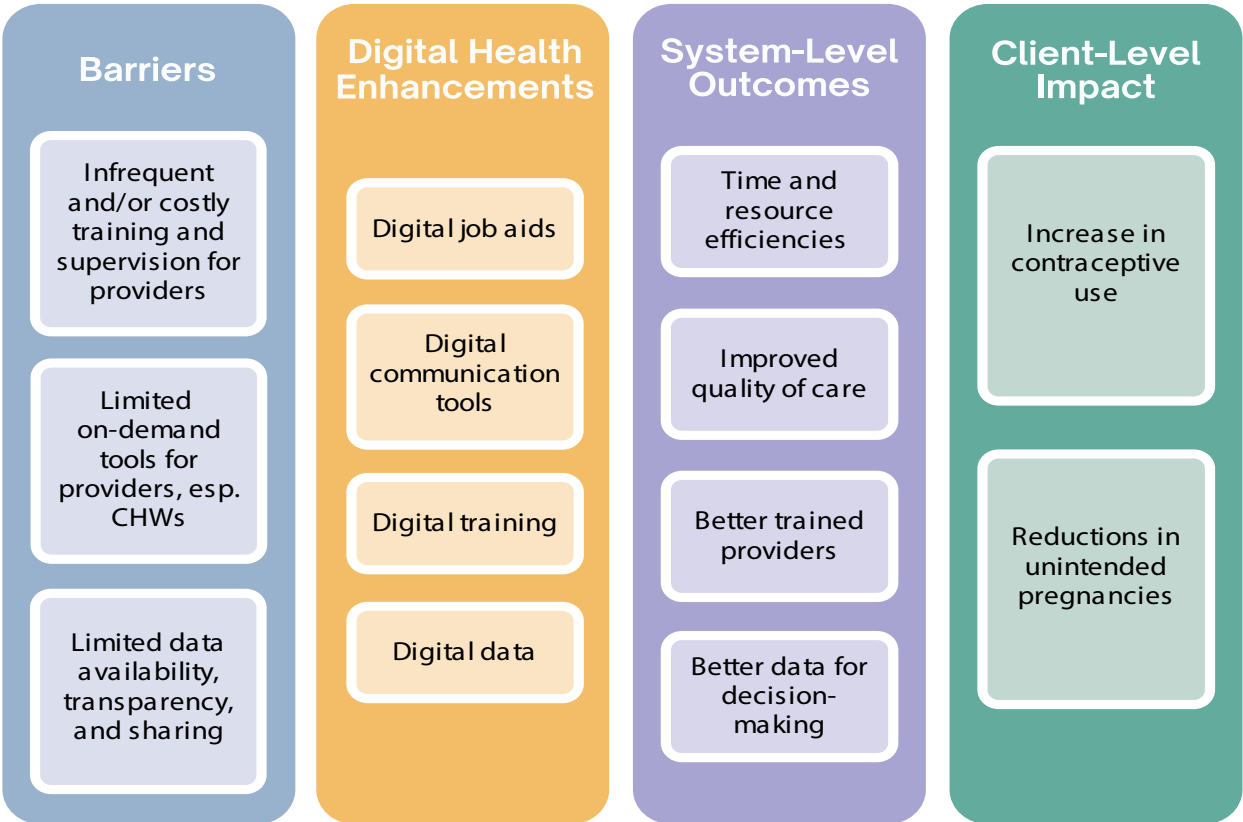 Barriers
Infrequent
and/or costly
training and
supervision for
providers
Limited
on-demand
tools for
providers, esp.
CHWs
Limited data
availability,
transparency,
and sharing
Digital Health
Enhancements
Digital job aids
Digital
communication
tools
Digital training
Digital data
System-Level
Outcomes
Time and
resource
efficiencies
Improved
quality of care
Better trained
providers
Better data for
decision-
making
Client-Level
Impact
Increase in
contraceptive
use
Reductions in
unintended
pregnancies